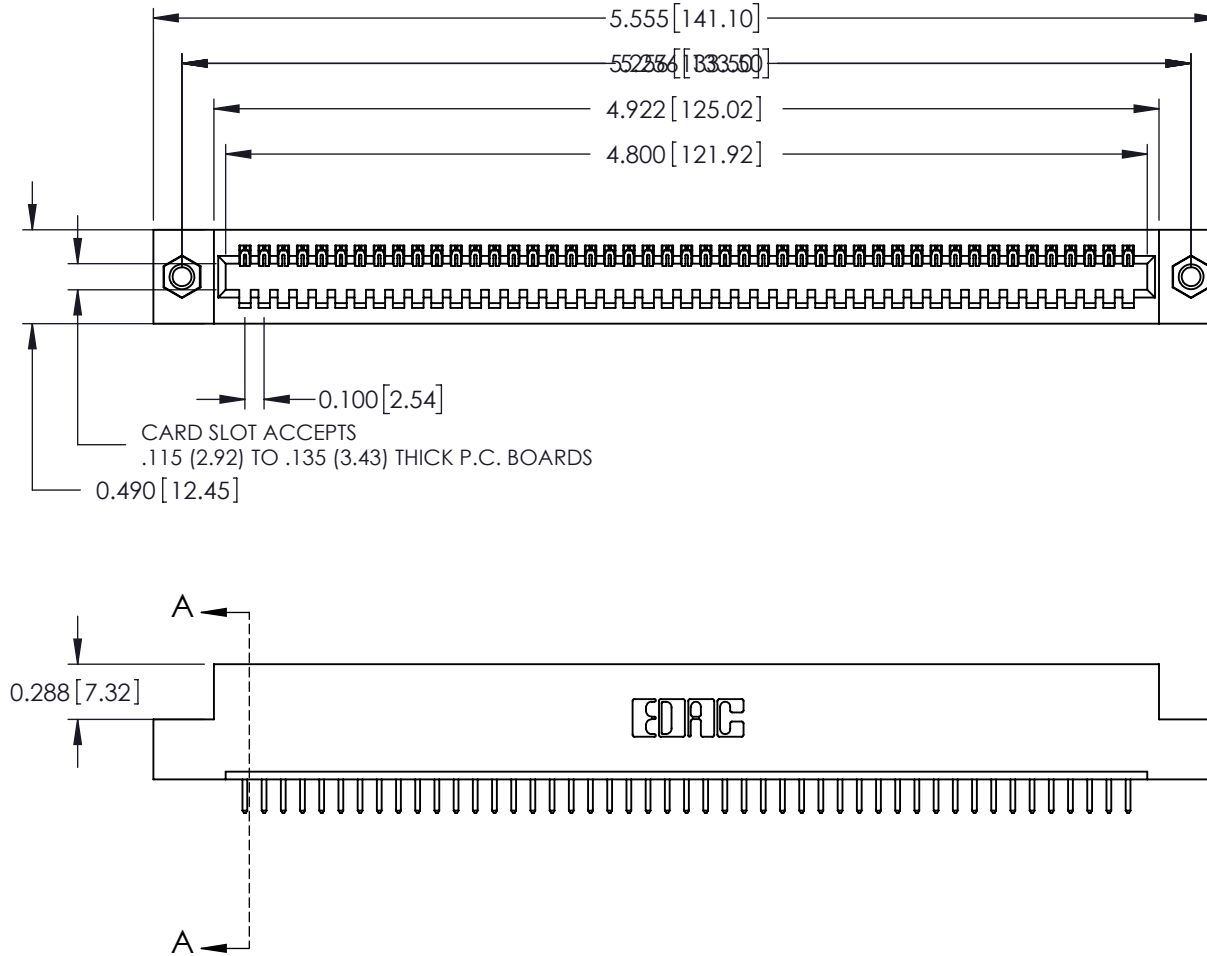 5.555[141.10]
4.922[125.02]
4.800[121.92]
0.100[2.54]
CARD SLOT ACCEPTS
.115 (2.92) TO .135 (3.43) THICK P.C. BOARDS
0.490[12.45]
A
0.288[7.32]
EDAC
A